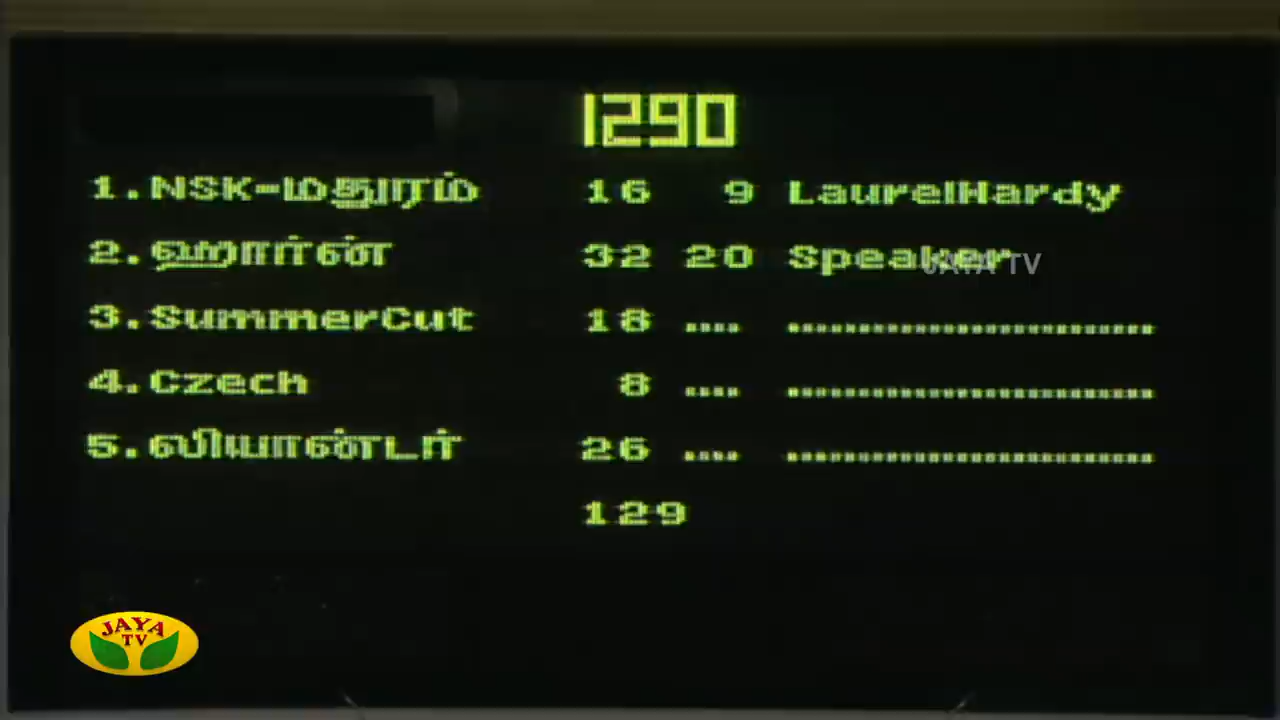 1290
1.NSK-மதுரம் 16 9 LaurelHardy
2.ஹார்ன் 32 20 Speaker
JAYA TV
3.SummerCut 18 .... ..........................
4.Czech 8 .... ..........................
5.லியாண்டர் 26 .... ..........................
129
JAYA TV